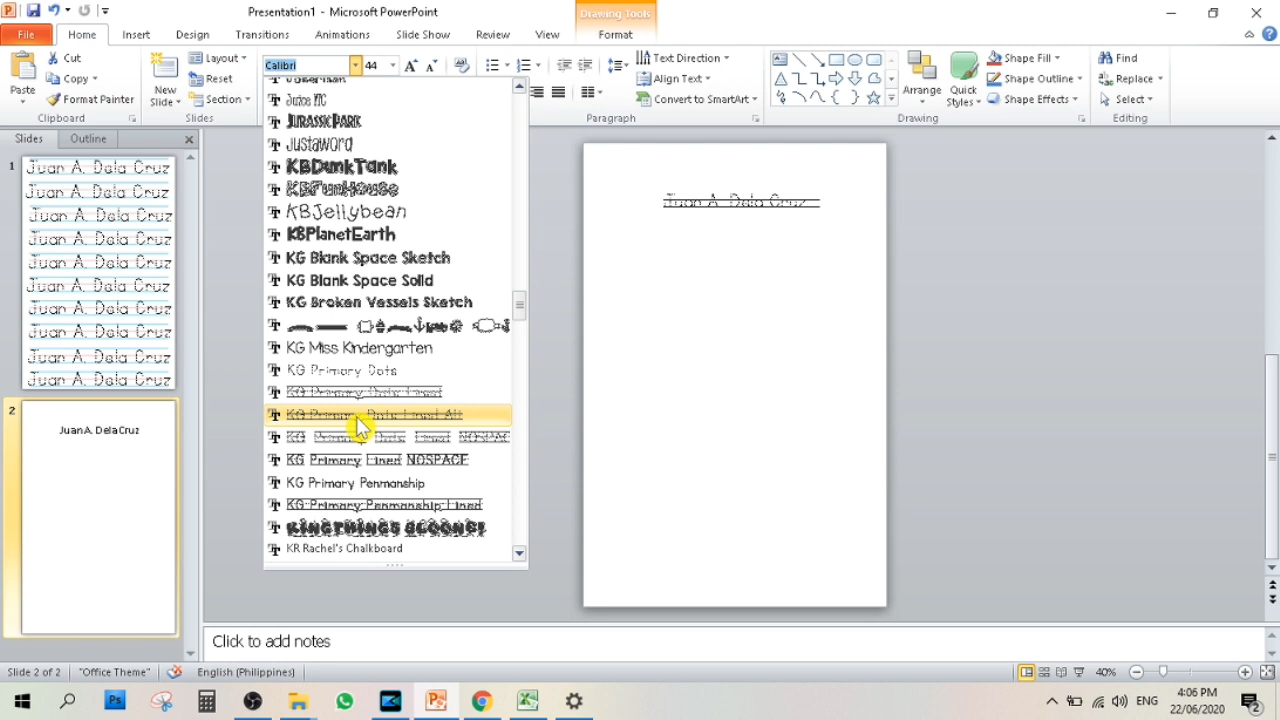 Presentation1 - Microsoft PowerPoint
Drawing Tools
File
Home
Insert
Design
Transitions
Animations
Slide Show
Review
View
Format
Paste
Cut
Copy
Format Painter
Clipboard
New
Slide
Layout
Reset
Section
Slides
Calibri
44
Text Direction
Align Text
Convert to SmartArt
Paragraph
Arrange
Quick
Styles
Shape Fill
Shape Outline
Shape Effects
Drawing
Find
Replace
Select
Editing
Slides
Outline
1
Juan A. Dela Cruz
Juan A. Dela Cruz
Juan A. Dela Cruz
Juan A. Dela Cruz
Juan A. Dela Cruz
Juan A. Dela Cruz
Juan A. Dela Cruz
Juan A. Dela Cruz
Juan A. Dela Cruz
Juan A. Dela Cruz
2
Juan A. Dela Cruz
JURASSIC PARK
Justaword
KBDunkTank
KBFunHouse
KBJellybean
KBPlanetEarth
KG Blank Space Sketch
KG Blank Space Solid
KG Broken Vessels Sketch
KG Miss Kindergarten
KG Primary Dots
KG Primary Dots Lined
KG Primary Dots Lined Alt
KG Primary Dots Lined NOSPAC
KG Primary Lined NOSPACE
KG Primary Penmanship
KG Primary Penmanship Lined
KR Rachel's Chalkboard
Juan A. Dela Cruz
Click to add notes
Slide 2 of 2
"Office Theme"
English (Philippines)
40%
ENG
4:06 PM
22/06/2020
2